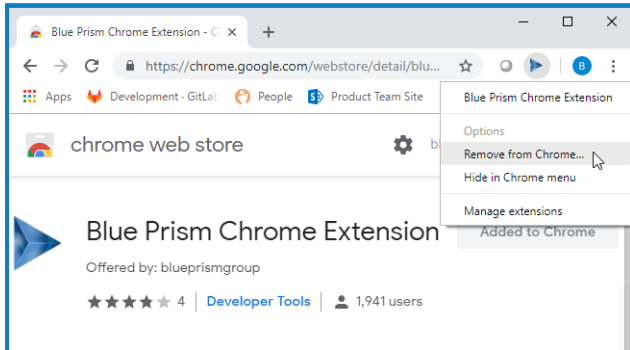 Blue Prism Chrome Extension - C
https://chrome.google.com/webstore/detail/blu...
B
Apps
Development · GitLab
People
Product Team Site
Blue Prism Chrome Extension
Options
Remove from Chrome...
Hide in Chrome menu
Manage extensions
chrome web store
bl
Blue Prism Chrome Extension
Added to Chrome
Offered by: blueprismgroup
4
Developer Tools
1,941 users